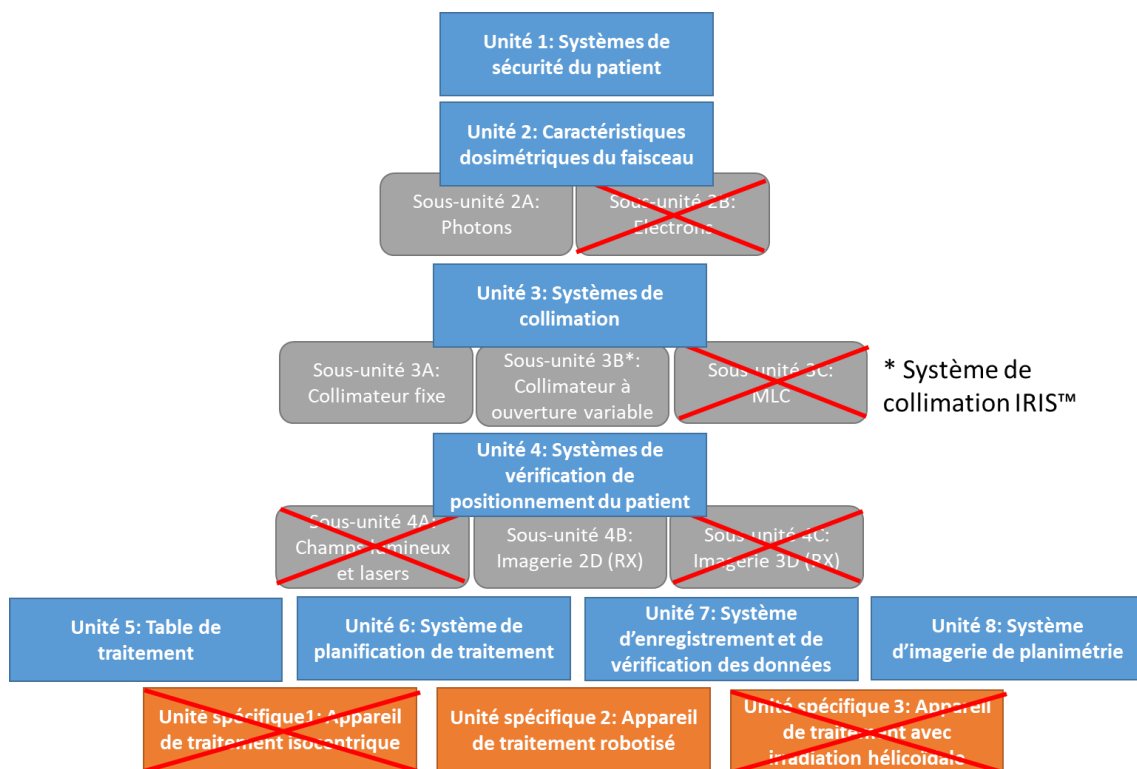 Unité 1: Systèmes de
sécurité du patient
Unité 2: Caractéristiques
dosimétriques du faisceau
Sous-unité 2A:
Photons
Sous-unité 2B:
Electrons
Unité 3: Systèmes de
collimation
Sous-unité 3A:
Collimateur fixe
Sous-unité 3B*:
Collimateur à
ouverture variable
Sous-unité 3C:
MLC
* Système de
collimation IRIS™
Unité 4: Systèmes de
vérification de
positionnement du patient
Sous-unité 4A:
Champs lumineux
et lasers
Sous-unité 4B:
Imagerie 2D (RX)
Sous-unité 4C:
Imagerie 3D (RX)
Unité 5: Table de
traitement
Unité 6: Système de
planification de traitement
Unité 7: Système
d'enregistrement et de
vérification des données
Unité 8: Système
d'imagerie de planimétrie
Unité spécifique1: Appareil
de traitement isocentrique
Unité spécifique 2: Appareil
de traitement robotisé
Unité spécifique 3: Appareil
de traitement avec
irradiation hélicoïdale